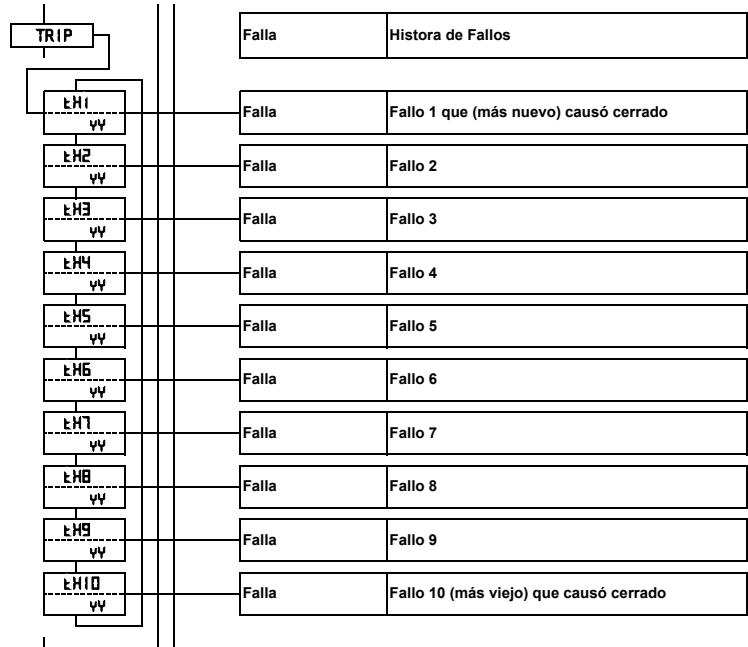 TRIP Falla Histora de Fallos
tH1
YY
Falla Fallo 1 que (más nuevo) causó cerrado
tH2
YY
Falla Fallo 2
tH3
YY
Falla Fallo 3
tH4
YY
Falla Fallo 4
tH5
YY
Falla Fallo 5
tH6
YY
Falla Fallo 6
tH7
YY
Falla Fallo 7
tH8
YY
Falla Fallo 8
tH9
YY
Falla Fallo 9
tH10
YY
Falla Fallo 10 (más viejo) que causó cerrado